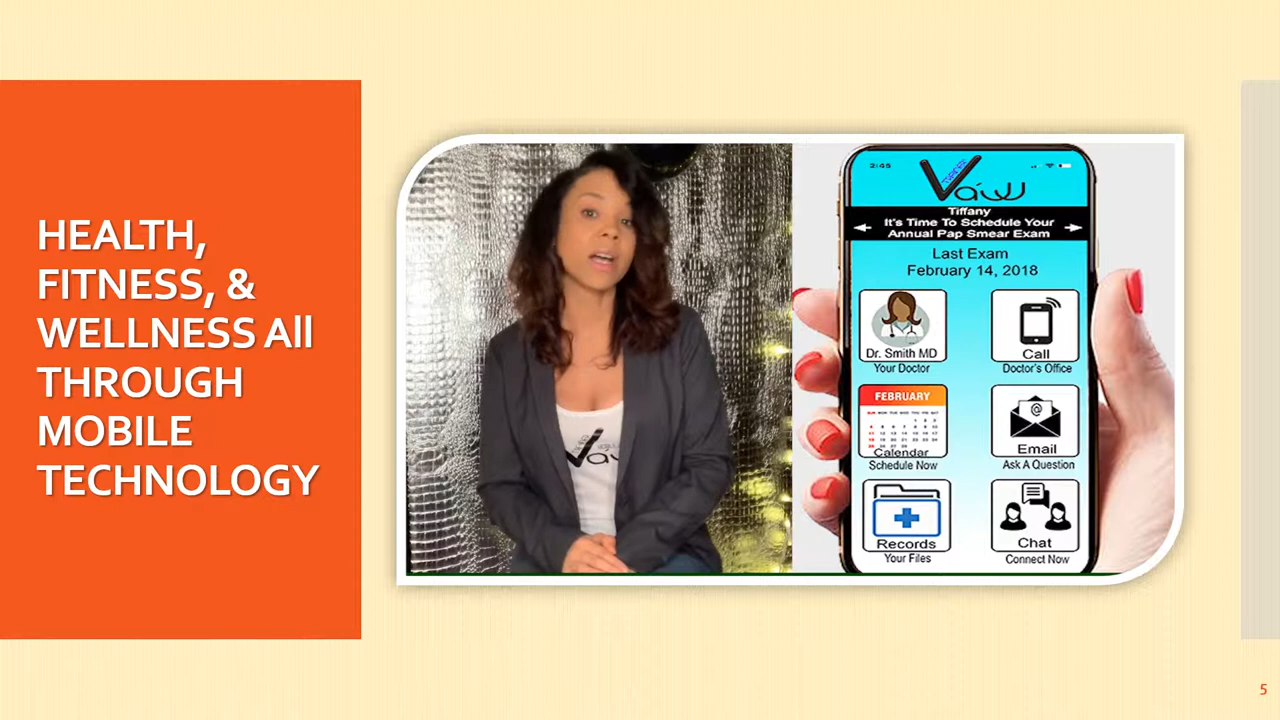 HEALTH,
FITNESS, &
WELLNESS All
THROUGH
MOBILE
TECHNOLOGY
2:45
Vaw
Tiffany
It's Time To Schedule Your
Annual Pap Smear Exam
Last Exam
February 14, 2018
Dr. Smith MD
Your Doctor
Call
Doctor's Office
FEBRUARY
Calendar
Schedule Now
Email
Ask A Question
Records
Your Files
Chat
Connect Now
5